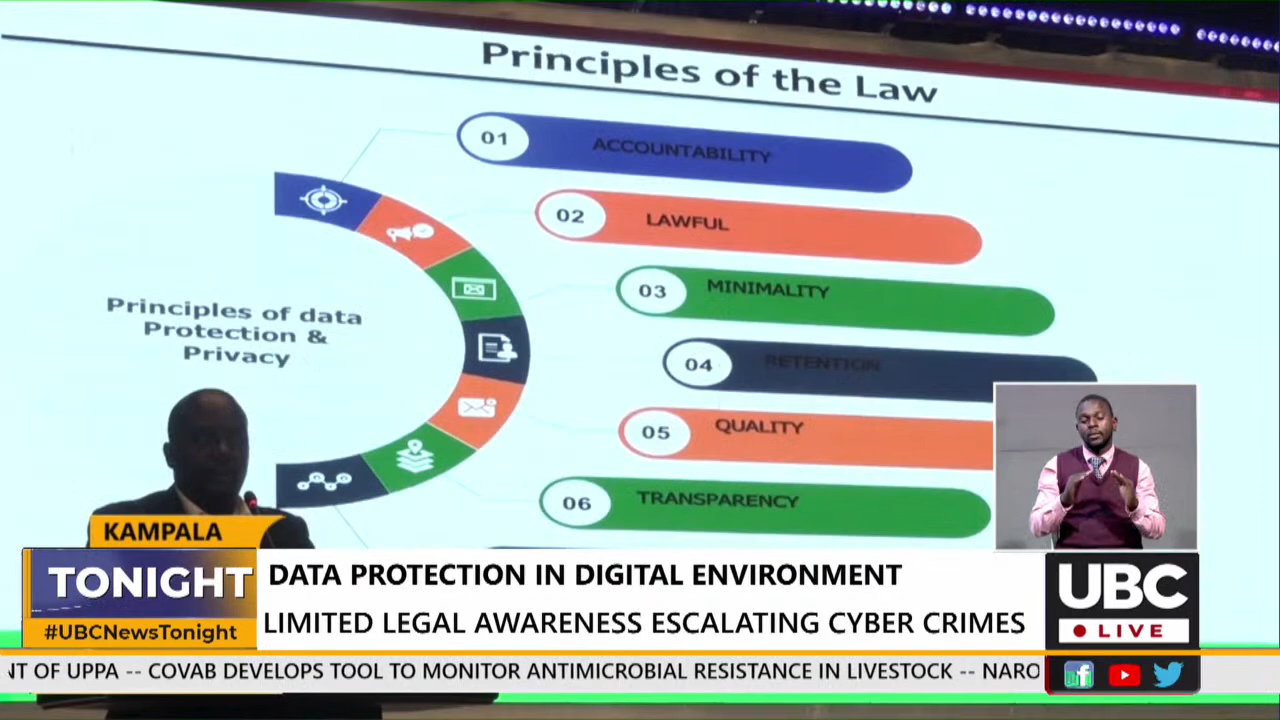 Principles of the Law
01
ACCOUNTABILITY
02
LAWFUL
03
MINIMALITY
04
RETENTION
05
QUALITY
06
TRANSPARENCY
Principles of data
Protection &
Privacy
KAMPALA
TONIGHT
#UBCNewsTonight
DATA PROTECTION IN DIGITAL ENVIRONMENT
LIMITED LEGAL AWARENESS ESCALATING CYBER CRIMES
UBC
LIVE
OF UPPA -- COVAB DEVELOPS TOOL TO MONITOR ANTIMICROBIAL RESISTANCE IN LIVESTOCK -- NARO